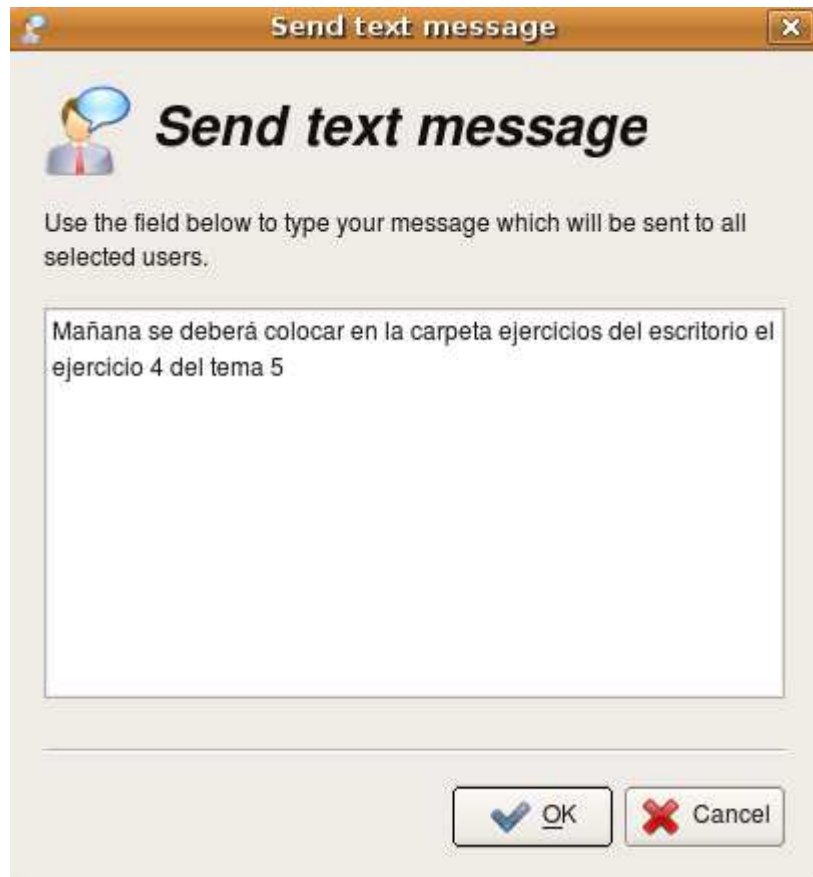 Send text message
Send text message
Use the field below to type your message which will be sent to all
selected users.
Mañana se deberá colocar en la carpeta ejercicios del escritorio el
ejercicio 4 del tema 5
OK
Cancel